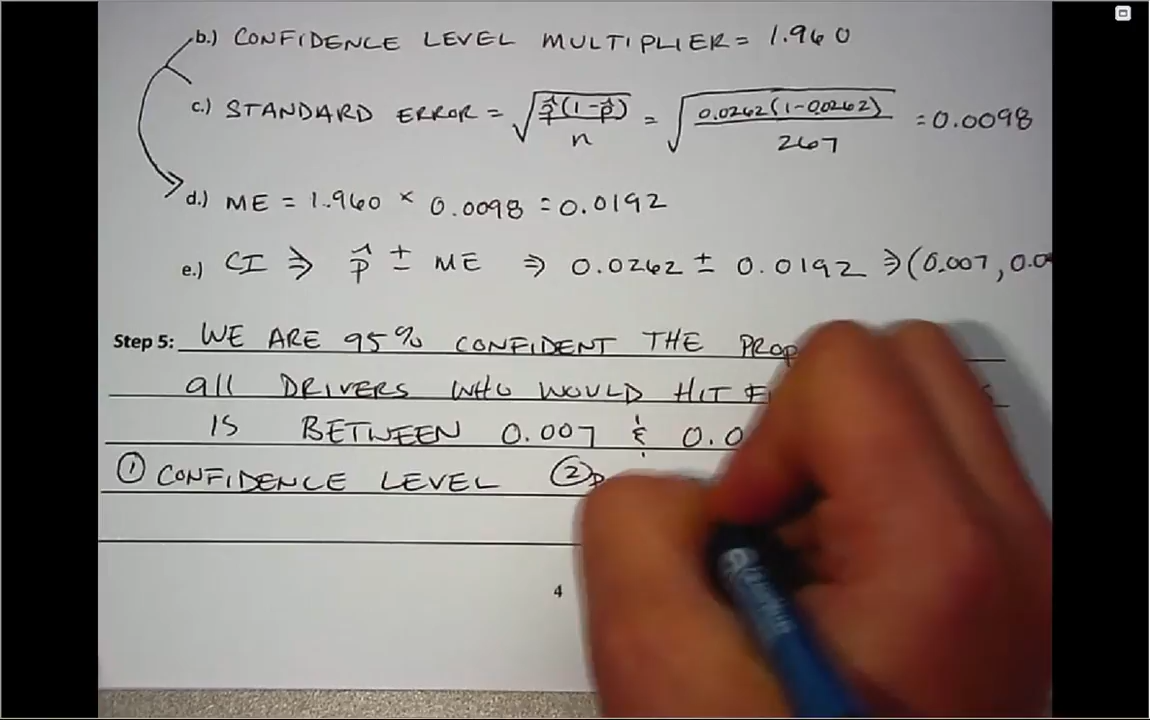 b.) CONFIDENCE LEVEL MULTIPLIER = 1.960
c.) STANDARD ERROR = √(p̂(1-p̂)/n) = √(0.0262(1-0.0262)/267) = 0.0098
d.) ME = 1.960 × 0.0098 = 0.0192
e.) CI ⇒ p̂ ± ME ⇒ 0.0262 ± 0.0192 ⇒ (0.007, 0.0
Step 5: WE ARE 95% CONFIDENT THE PROP
all DRIVERS WHO WOULD HIT
IS BETWEEN 0.007 & 0.0
① CONFIDENCE LEVEL ② P
4